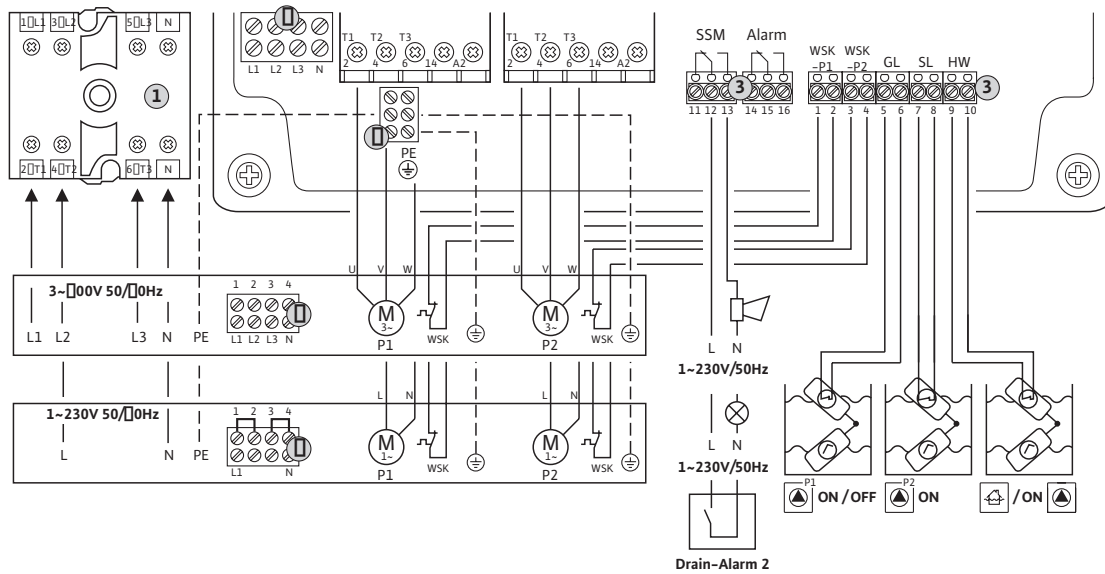 1 L1 3 L2 5 L3 N
1
2 T1 4 T2 6 T3 N
L1 L2 L3 N
T1 T2 T3
2 4 6 14 A2
T1 T2 T3
2 4 6 14 A2
PE
SSM Alarm
3
11 12 13 14 15 16
WSK -P1 WSK -P2 GL SL HW
3
1 2 3 4 5 6 7 8 9 10
U V W U V W
3~ 00V 50/ 0Hz
1 2 3 4
L1 L2 L3 N
L1 L2 L3 N PE
M 3~
P1
WSK
M 3~
P2
WSK
L N
1~230V/50Hz
L N L N
1~230V 50/ 0Hz
1 2 3 4
L1 N
L N PE
M 1~
P1
WSK
M 1~
P2
WSK
L N
1~230V/50Hz
Drain-Alarm 2
P1
ON / OFF
P2
ON
/ ON